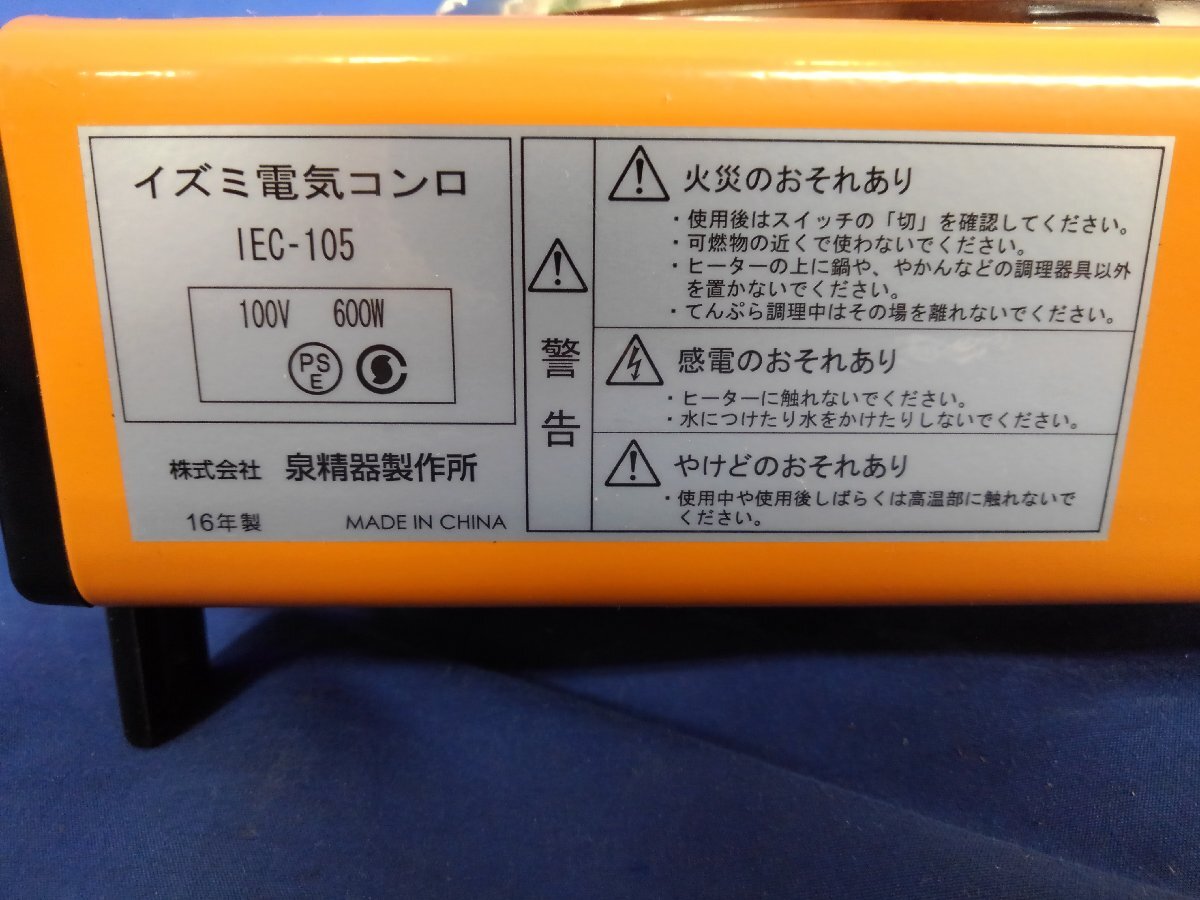 イズミ電気コンロ
IEC-105
100V 600W
PS
E
株式会社 泉精器製作所
16年製 MADE IN CHINA
警告
火災のおそれあり
・使用後はスイッチの「切」を確認してください。
・可燃物の近くで使わないでください。
・ヒーターの上に鍋や、やかんなどの調理器具以外
を置かないでください。
・てんぷら調理中はその場を離れないでください。
感電のおそれあり
・ヒーターに触れないでください。
・水につけたり水をかけたりしないでください。
やけどのおそれあり
・使用中や使用後しばらくは高温部に触れないで
ください。